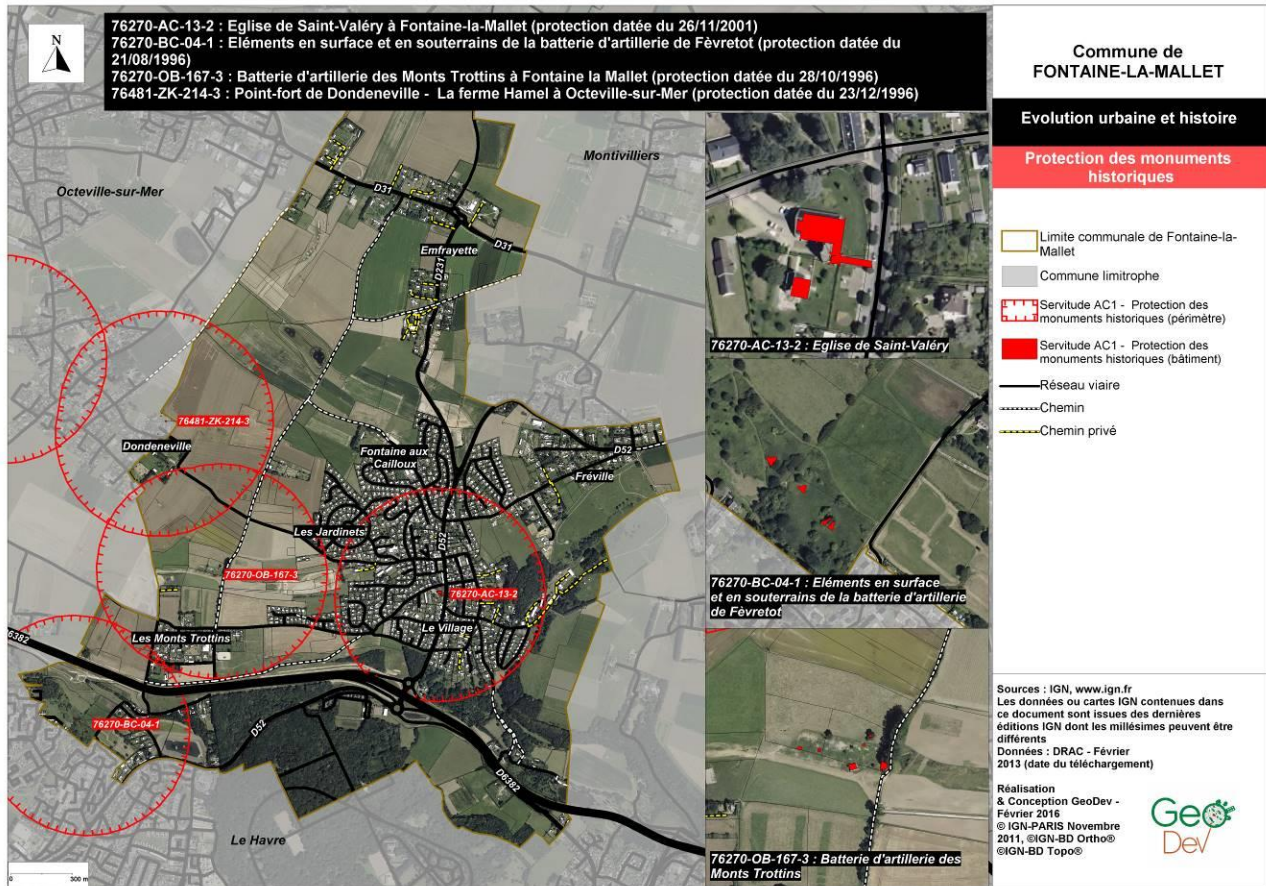 76270-AC-13-2 : Eglise de Saint-Valéry à Fontaine-la-Mallet (protection datée du 26/11/2001)
76270-BC-04-1 : Eléments en surface et en souterrains de la batterie d'artillerie de Fèvretot (protection datée du
21/08/1996)
76270-OB-167-3 : Batterie d'artillerie des Monts Trottins à Fontaine la Mallet (protection datée du 28/10/1996)
76481-ZK-214-3 : Point-fort de Dondeneville - La ferme Hamel à Octeville-sur-Mer (protection datée du 23/12/1996)
N
Octeville-sur-Mer
Montivilliers
D31
Emfrayette
D31
D231
76481-ZK-214-3
Dondeneville
Fontaine aux
Cailloux
D52
Fréville
Les Jardinets
D52
76270-OB-167-3
76270-AC-13-2
Les Monts Trottins
Le Village
D6382
76270-BC-04-1
D52
D6382
Le Havre
0
300 m
76270-AC-13-2 : Eglise de Saint-Valéry
76270-BC-04-1 : Eléments en surface
et en souterrains de la batterie d'artillerie
de Fèvretot
76270-OB-167-3 : Batterie d'artillerie des
Monts Trottins
Commune de
FONTAINE-LA-MALLET
Evolution urbaine et histoire
Protection des monuments
historiques
Limite communale de Fontaine-la-
Mallet
Commune limitrophe
Servitude AC1 - Protection des
monuments historiques (périmètre)
Servitude AC1 - Protection des
monuments historiques (bâtiment)
Réseau viaire
Chemin
Chemin privé
Sources : IGN, www.ign.fr
Les données ou cartes IGN contenues dans
ce document sont issues des dernières
éditions IGN dont les millésimes peuvent être
différents
Données : DRAC - Février
2013 (date du téléchargement)
Réalisation
& Conception GeoDev -
Février 2016
© IGN-PARIS Novembre
2011, ©IGN-BD Ortho®
©IGN-BD Topo®
Geo
Dev